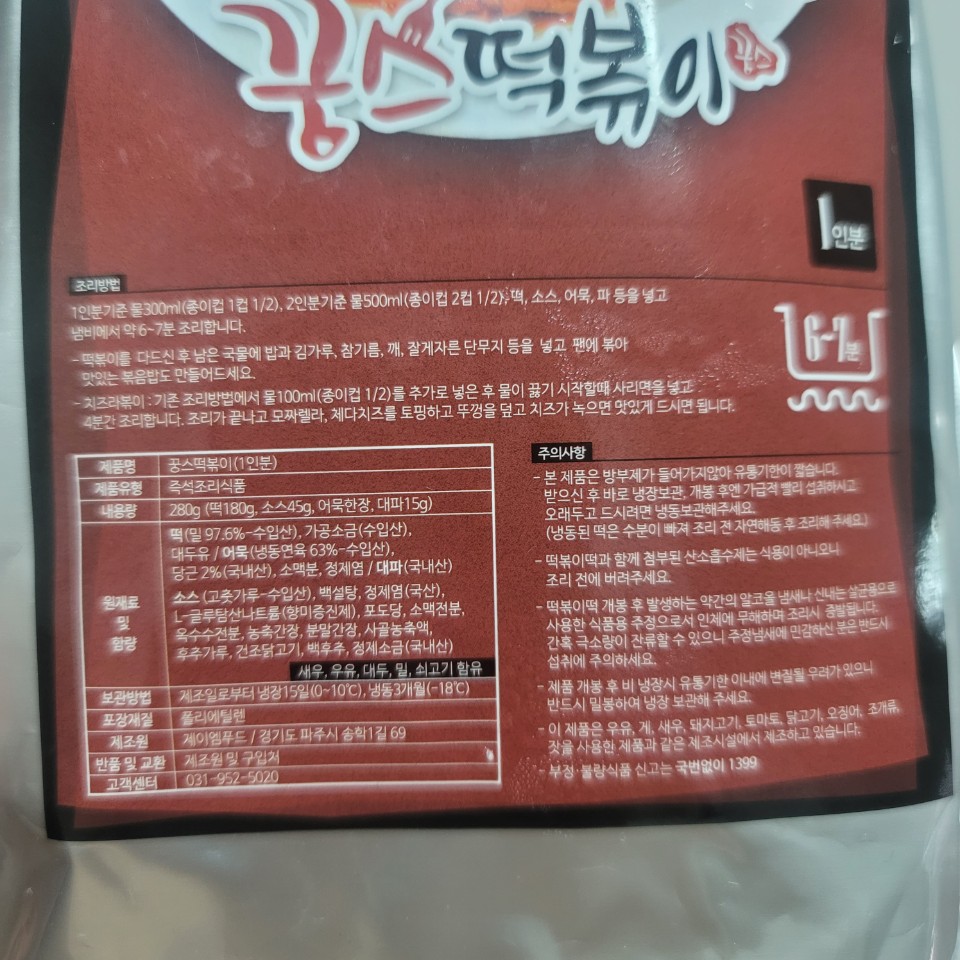 꿍스떡볶이
1인분
조리방법
1인분기준 물300ml(종이컵 1컵 1/2), 2인분기준 물500ml(종이컵 2컵 1/2), 떡, 소스, 어묵, 파 등을 넣고
냄비에서 약 6~7분 조리합니다.
- 떡볶이를 다드신 후 남은 국물에 밥과 김가루, 참기름, 깨, 잘게자른 단무지 등을 넣고 팬에 볶아
맛있는 볶음밥도 만들어드세요.
- 치즈라볶이 : 기존 조리방법에서 물100ml(종이컵 1/2)를 추가로 넣은 후 물이 끓기 시작할때 사리면을 넣고
4분간 조리합니다. 조리가 끝나고 모짜렐라, 체다치즈를 토핑하고 뚜껑을 덮고 치즈가 녹으면 맛있게 드시면 됩니다.
6~7분
제품명 꿍스떡볶이(1인분)
제품유형 즉석조리식품
내용량 280g (떡180g, 소스45g, 어묵한장, 대파15g)
원재료 및 함량
떡(밀 97.6%-수입산), 가공소금(수입산),
대두유 / 어묵(냉동연육 63%-수입산),
당근 2%(국내산), 소맥분, 정제염 / 대파(국내산)
소스 (고춧가루-수입산), 백설탕, 정제염(국산),
L-글루탐산나트륨(향미증진제), 포도당, 소맥전분,
옥수수전분, 농축간장, 분말간장, 사골농축액,
후추가루, 건조닭고기, 백후추, 정제소금(국내산)
새우, 우유, 대두, 밀, 쇠고기 함유
보관방법 제조일로부터 냉장15일(0~10℃), 냉동3개월(-18℃)
포장재질 폴리에틸렌
제조원 제이엠푸드 / 경기도 파주시 송학1길 69
반품 및 교환 제조원 및 구입처
고객센터 031-952-5020
주의사항
- 본 제품은 방부제가 들어가지않아 유통기한이 짧습니다.
받으신 후 바로 냉장보관, 개봉 후엔 가급적 빨리 섭취하시고
오래두고 드시려면 냉동보관해주세요.
(냉동된 떡은 수분이 빠져 조리 전 자연해동 후 조리해 주세요.)
- 떡볶이떡과 함께 첨부된 산소흡수제는 식용이 아니오니
조리 전에 버려주세요.
- 떡볶이떡 개봉 후 발생하는 약간의 알코올 냄새나 신내는 살균용으로
사용한 식품용 주정으로서 인체에 무해하며 조리시 증발됩니다.
간혹 극소량이 잔류할 수 있으니 주정냄새에 민감하신 분은 반드시
섭취에 주의하세요.
- 제품 개봉 후 비 냉장시 유통기한 이내에 변질될 우려가 있으니
반드시 밀봉하여 냉장 보관해 주세요.
- 이 제품은 우유, 게, 새우, 돼지고기, 토마토, 닭고기, 오징어, 조개류,
잣을 사용한 제품과 같은 제조시설에서 제조하고 있습니다.
- 부정·불량식품 신고는 국번없이 1399